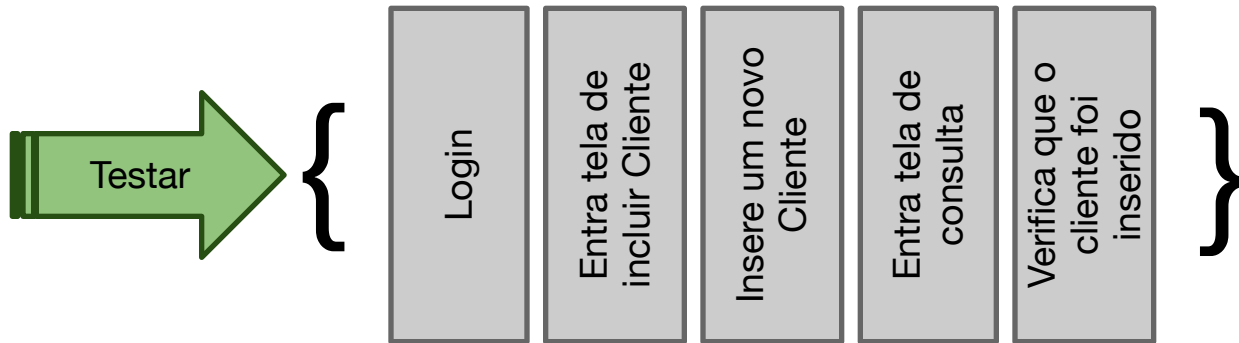 Testar
{
Login
Entra tela de
incluir Cliente
Insere um novo
Cliente
Entra tela de
consulta
Verifica que o
cliente foi
inserido
}